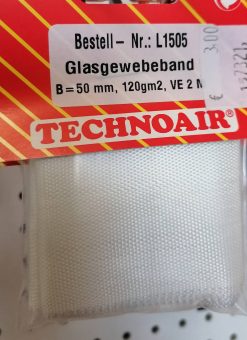 Bestell– Nr.: L1505
Glasgewebeband
B=50 mm, 120gm2, VE 2 M
€ 3.00
TECHNOAIR